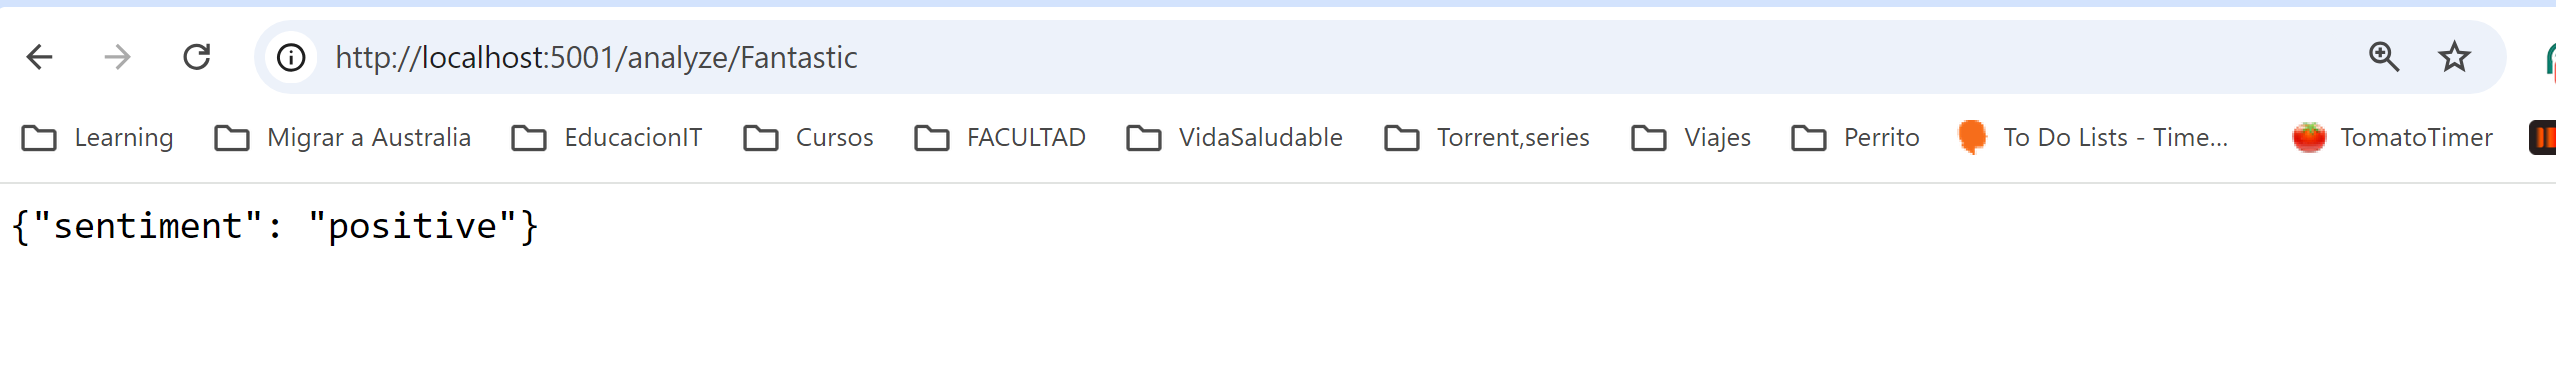 http://localhost:5001/analyze/Fantastic
Learning Migrar a Australia EducacionIT Cursos FACULTAD VidaSaludable Torrent,series Viajes Perrito To Do Lists - Time... TomatoTimer
{"sentiment": "positive"}